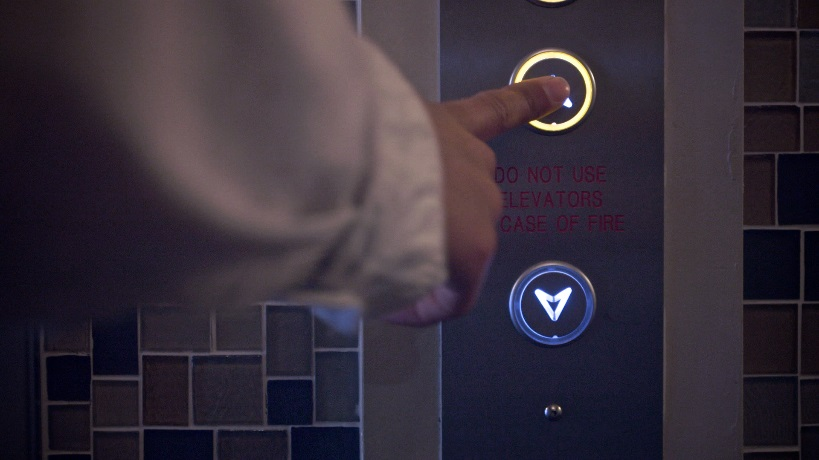 DO NOT USE
ELEVATORS
CASE OF FIRE